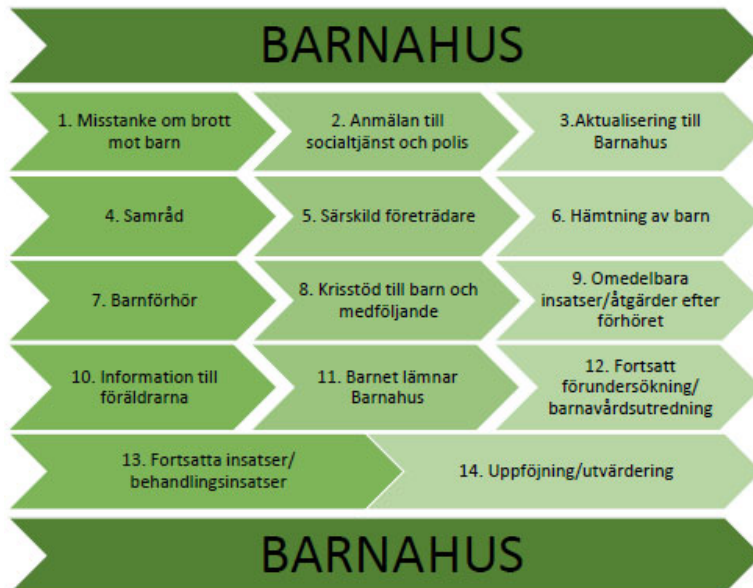 BARNAHUS
1. Misstanke om brott
mot barn
2. Anmälan till
socialtjänst och polis
3.Aktualisering till
Barnahus
4. Samråd
5. Särskild företrädare
6. Hämtning av barn
7. Barnförhör
8. Krisstöd till barn och
medföljande
9. Omedelbara
insatser/åtgärder efter
förhöret
10. Information till
föräldrarna
11. Barnet lämnar
Barnahus
12. Fortsatt
förundersökning/
barnavårdsutredning
13. Fortsatta insatser/
behandlingsinsatser
14. Uppföjning/utvärdering
BARNAHUS